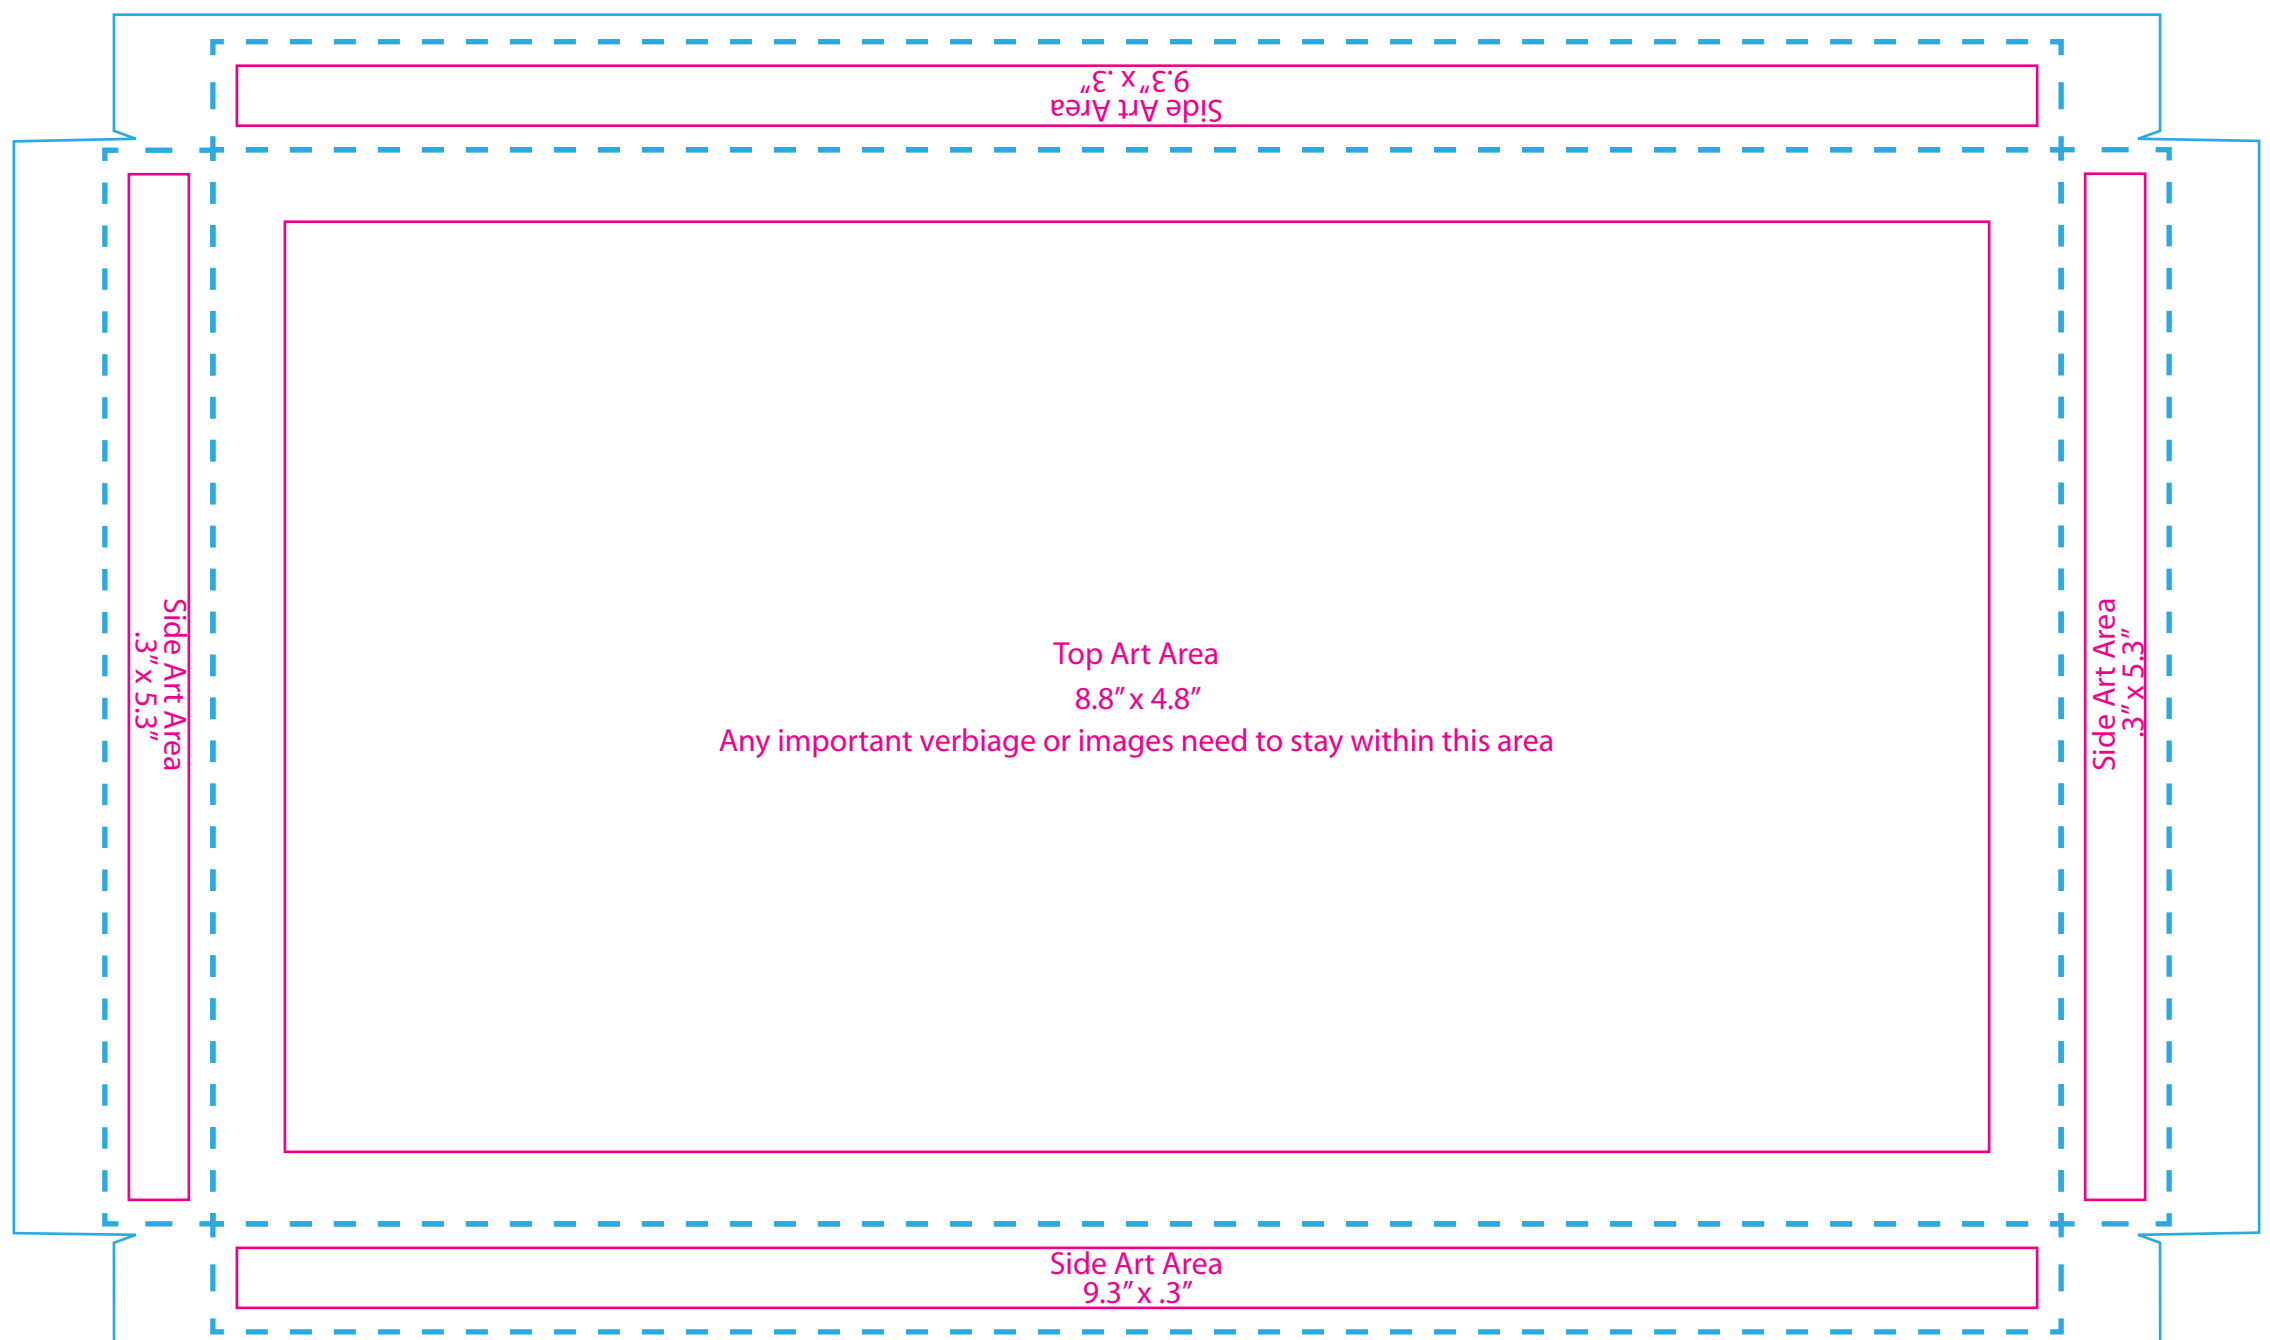 Side Art Area
9.3” x .3”
Side Art Area
.3” x 5.3”
Top Art Area
8.8” x 4.8”
Any important verbiage or images need to stay within this area
Side Art Area
.3” x 5.3”
Side Art Area
9.3” x .3”